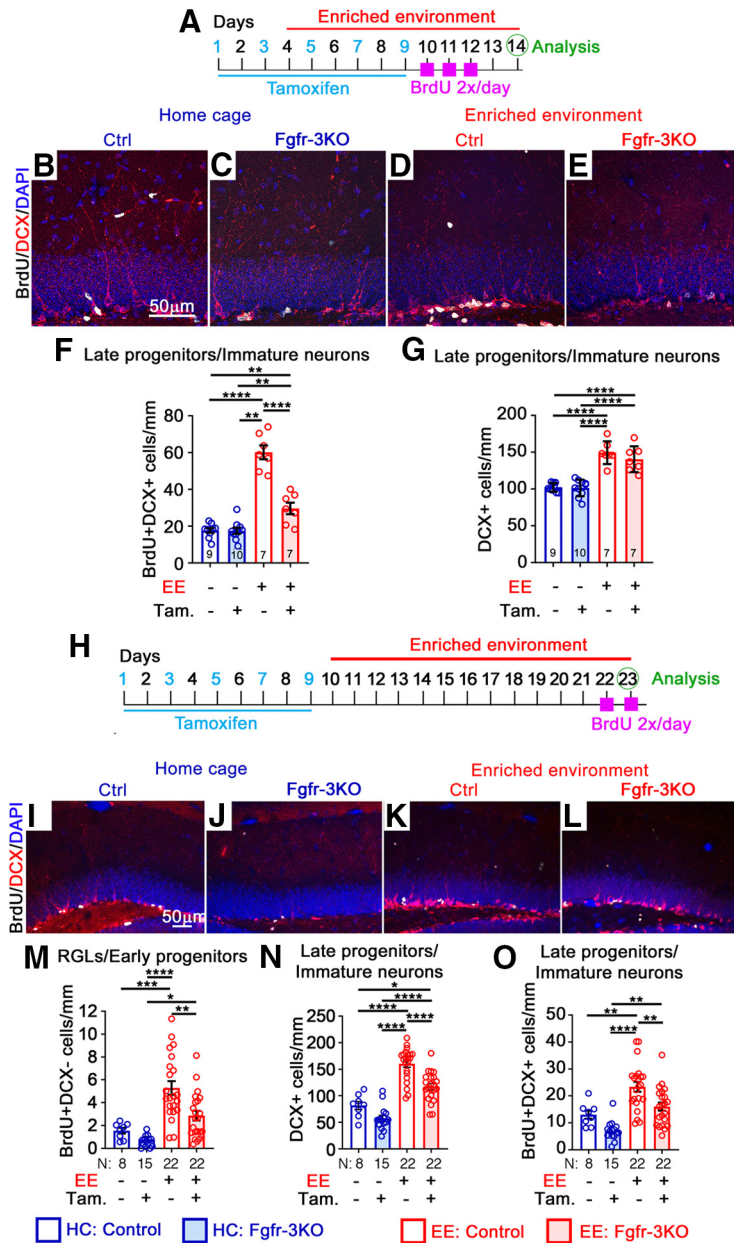 A
Days
Enriched environment
1 2 3 4 5 6 7 8 9 10 11 12 13 14 Analysis
Tamoxifen
BrdU 2x/day
Home cage
Enriched environment
Ctrl
Fgfr-3KO
Ctrl
Fgfr-3KO
B
C
D
E
BrdU/DCX/DAPI
50µm
F
Late progenitors/Immature neurons
**
**
**** ****
**
BrdU+DCX+ cells/mm
80
60
40
20
0
9 10 7 7
EE - - + +
Tam. - + - +
G
Late progenitors/Immature neurons
****
****
****
****
DCX+ cells/mm
200
150
100
50
0
9 10 7 7
EE - - + +
Tam. - + - +
H
Days
Enriched environment
1 2 3 4 5 6 7 8 9 10 11 12 13 14 15 16 17 18 19 20 21 22 23 Analysis
Tamoxifen
BrdU 2x/day
Home cage
Enriched environment
Ctrl
Fgfr-3KO
Ctrl
Fgfr-3KO
I
J
K
L
BrdU/DCX/DAPI
50µm
M
RGLs/Early progenitors
****
***
*
**
BrdU+DCX- cells/mm
12
10
8
6
4
2
0
N: 8 15 22 22
EE - - + +
Tam. - + - +
N
Late progenitors/
Immature neurons
*
****
**** ****
****
DCX+ cells/mm
250
200
150
100
50
0
N: 8 15 22 22
EE - - + +
Tam. - + - +
O
Late progenitors/
Immature neurons
**
**
**
****
BrdU+DCX+ cells/mm
50
40
30
20
10
0
N: 8 15 22 22
EE - - + +
Tam. - + - +
HC: Control
HC: Fgfr-3KO
EE: Control
EE: Fgfr-3KO